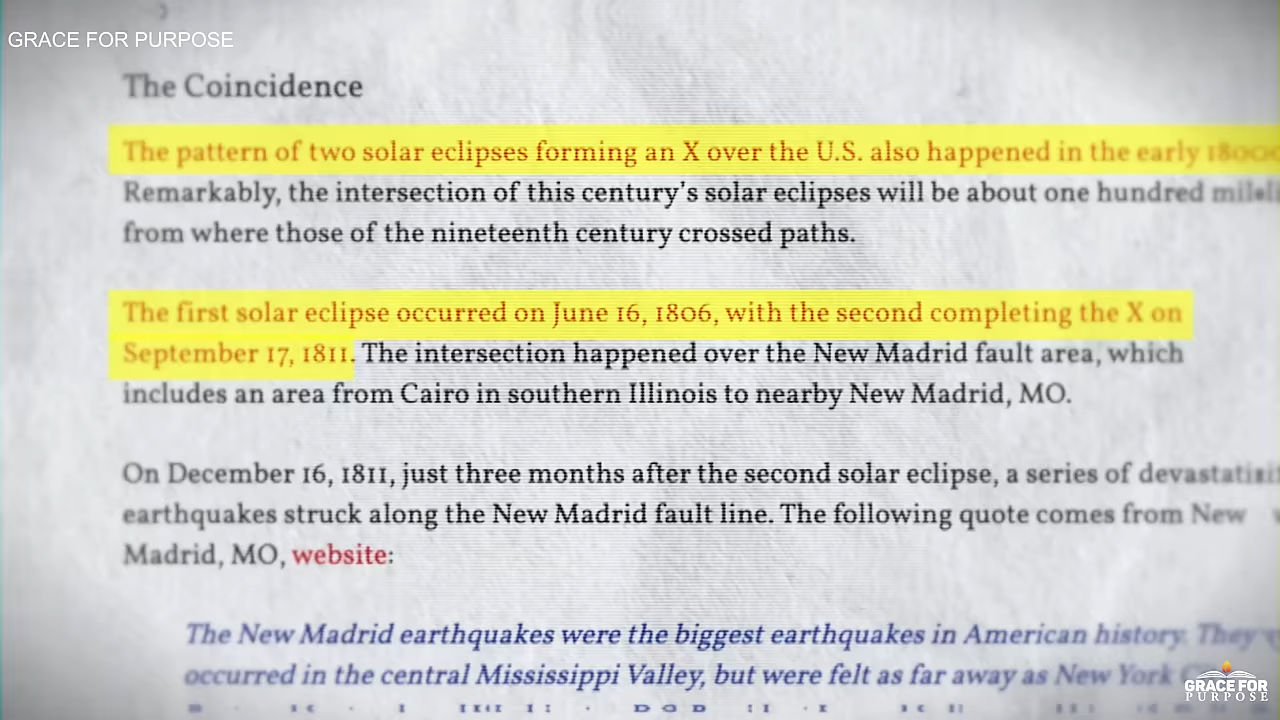 GRACE FOR PURPOSE
The Coincidence
The pattern of two solar eclipses forming an X over the U.S. also happened in the early
Remarkably, the intersection of this century's solar eclipses will be about one hundred
from where those of the nineteenth century crossed paths.
The first solar eclipse occurred on June 16, 1806, with the second completing the X on
September 17, 1811. The intersection happened over the New Madrid fault area, which
includes an area from Cairo in southern Illinois to nearby New Madrid, MO.
On December 16, 1811, just three months after the second solar eclipse, a series of
earthquakes struck along the New Madrid fault line. The following quote comes from New
Madrid, MO, website:
The New Madrid earthquakes were the biggest earthquakes in American history. They
occurred in the central Mississippi Valley, but were felt as far away as New York
GRACE FOR
PURPOSE